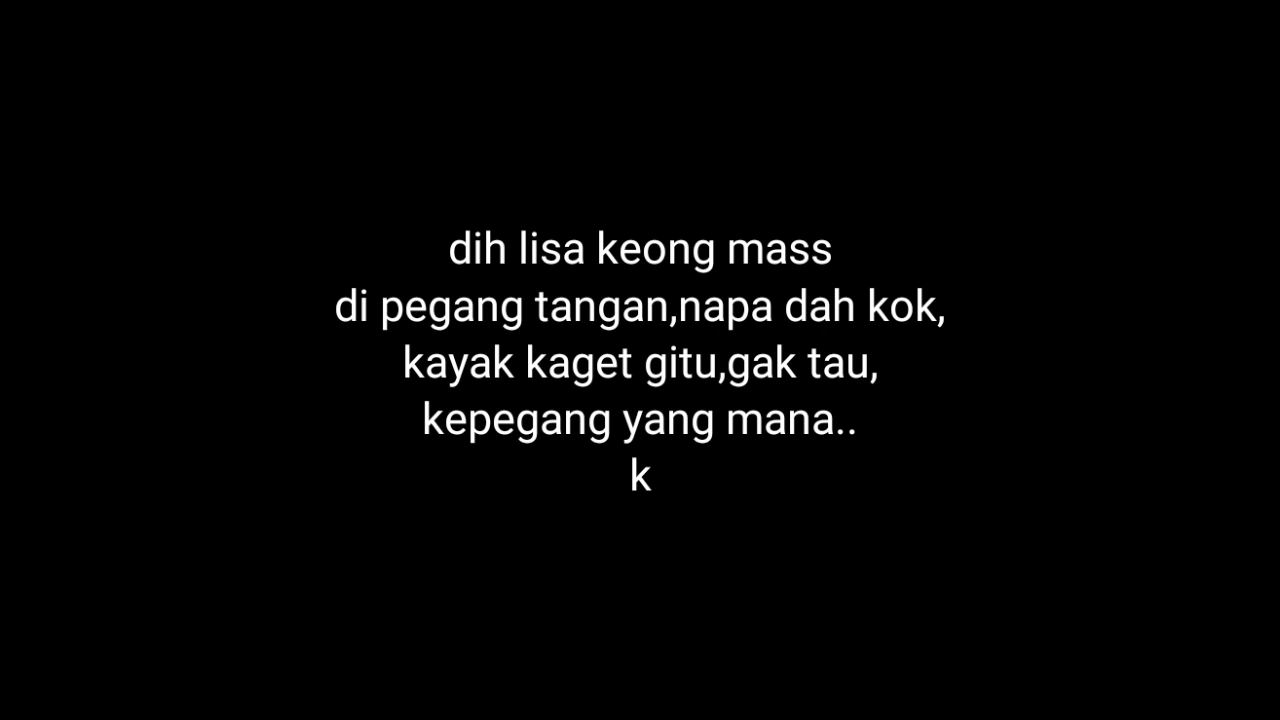 dih lisa keong mass
di pegang tangan,napa dah kok,
kayak kaget gitu,gak tau,
kepegang yang mana..
k